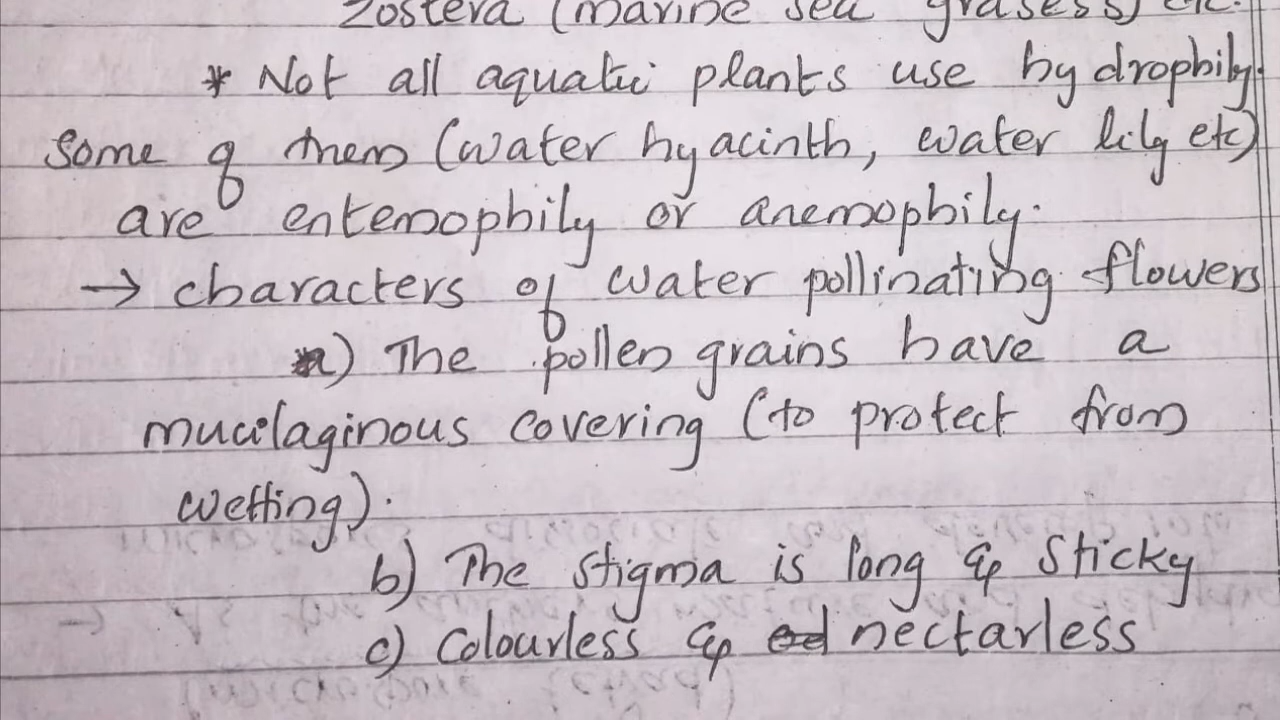 Zostera (marine sea grasess) etc.
* Not all aquatic plants use hydrophily.
Some of them (water hyacinth, water lily etc)
are entemophily or anemophily.
→ characters of water pollinating flowers
a) The pollen grains have a
mucilaginous covering (to protect from
wetting).
b) The stigma is long & sticky
c) Colourless & nectarless